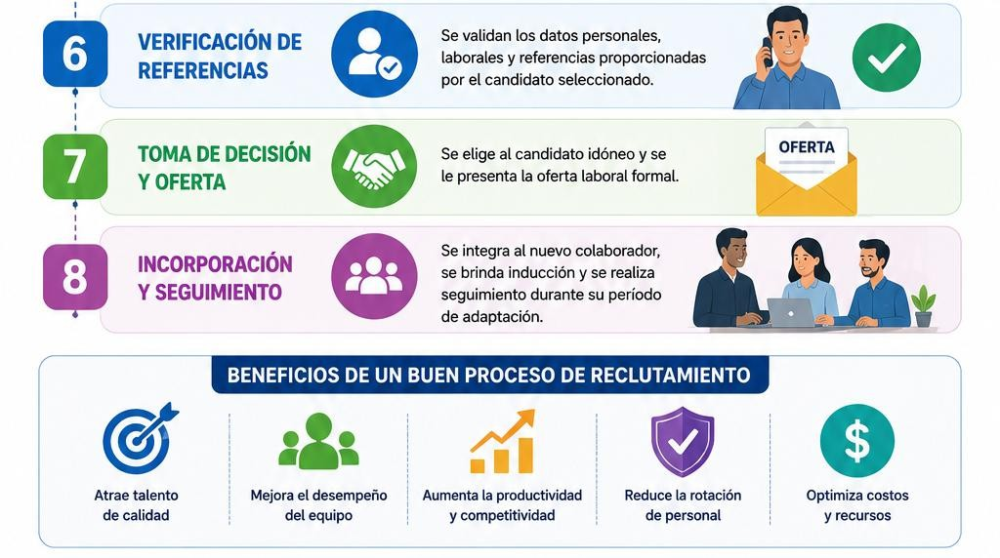 6
VERIFICACIÓN DE
REFERENCIAS
Se validan los datos personales,
laborales y referencias proporcionadas
por el candidato seleccionado.
7
TOMA DE DECISIÓN
Y OFERTA
Se elige al candidato idóneo y se
le presenta la oferta laboral formal.
OFERTA
8
INCORPORACIÓN
Y SEGUIMIENTO
Se integra al nuevo colaborador,
se brinda inducción y se realiza
seguimiento durante su período
de adaptación.
BENEFICIOS DE UN BUEN PROCESO DE RECLUTAMIENTO
Atrae talento
de calidad
Mejora el desempeño
del equipo
Aumenta la productividad
y competitividad
Reduce la rotación
de personal
$
Optimiza costos
y recursos